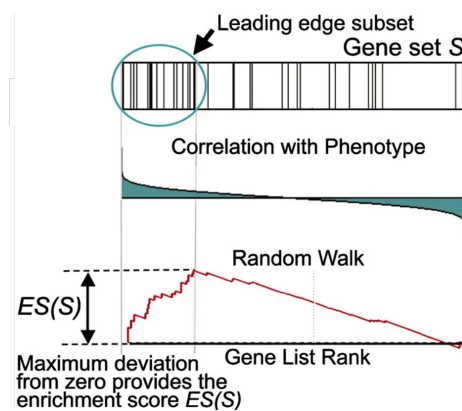 Leading edge subset
Gene set S
Correlation with Phenotype
Random Walk
ES(S)
Gene List Rank
Maximum deviation
from zero provides the
enrichment score ES(S)